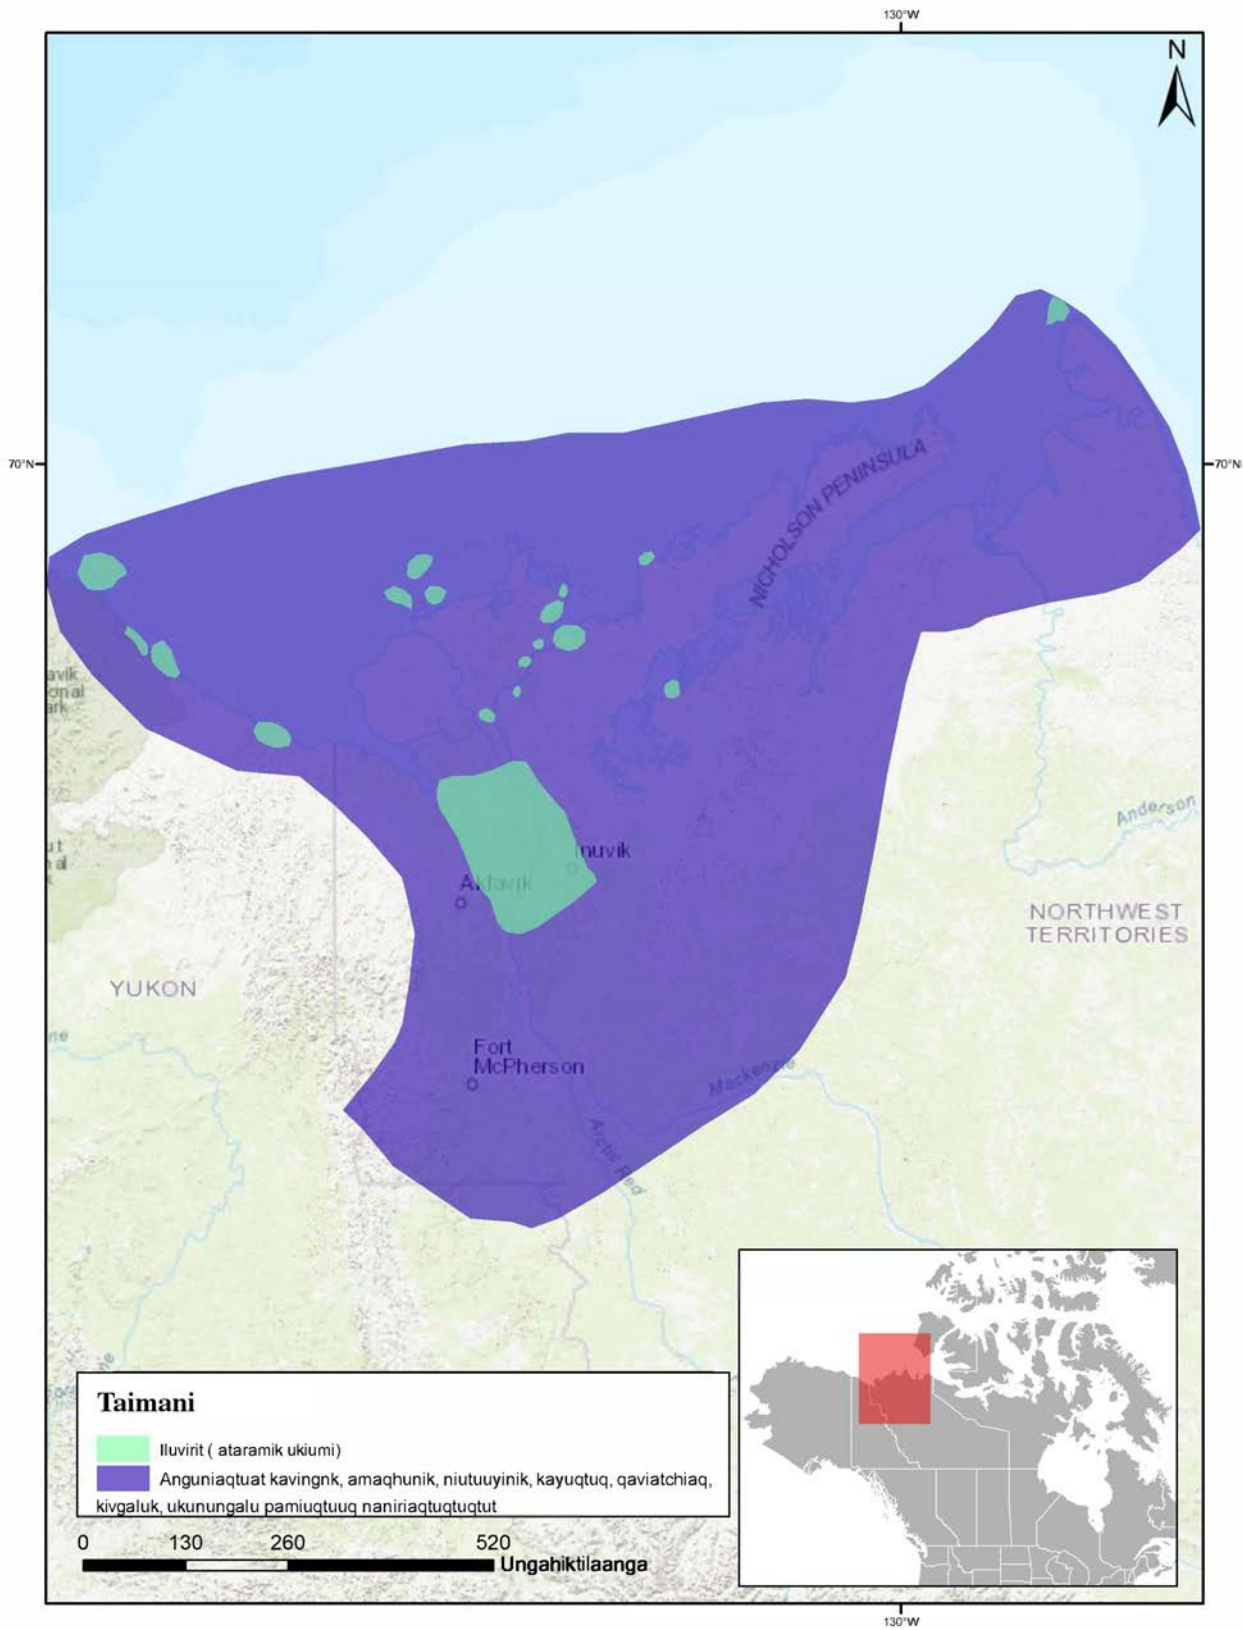 130°W
N
70°N
70°N
NICHOLSON PENINSULA
Anderson
Inuvik
Aklavik
NORTHWEST
TERRITORIES
YUKON
Fort
McPherson
Mackenzie
Arctic Red
Taimani
Iluvirit ( ataramik ukiumi)
Anguniaqtuat kavingnk, amaqhunik, niutuuyinik, kayuqtuq, qaviatchiaq,
kivgaluk, ukunungalu pamiuqtuuq naniriaqtuqtuqtut
0 130 260 520
Ungahiktilaanga
130°W